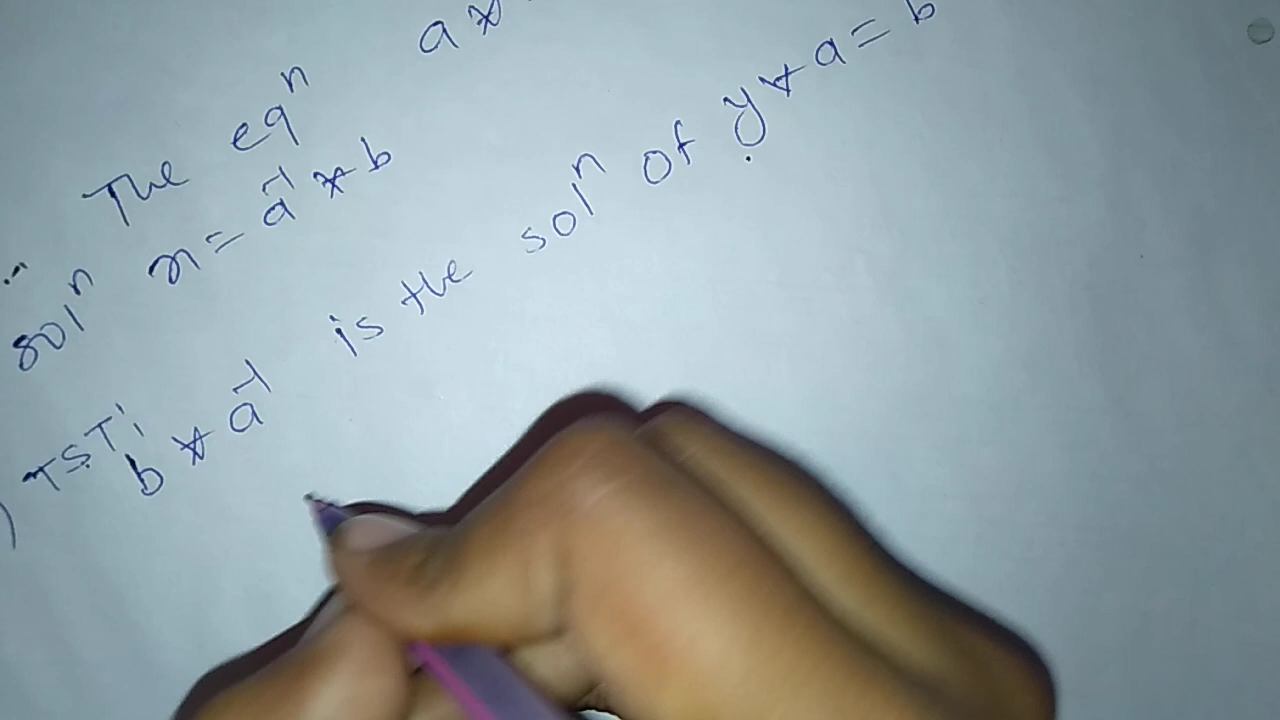 ∴ The eqⁿ a *
solⁿ x = a⁻¹ * b
) TST:
b * a⁻¹ is the solⁿ of y * a = b